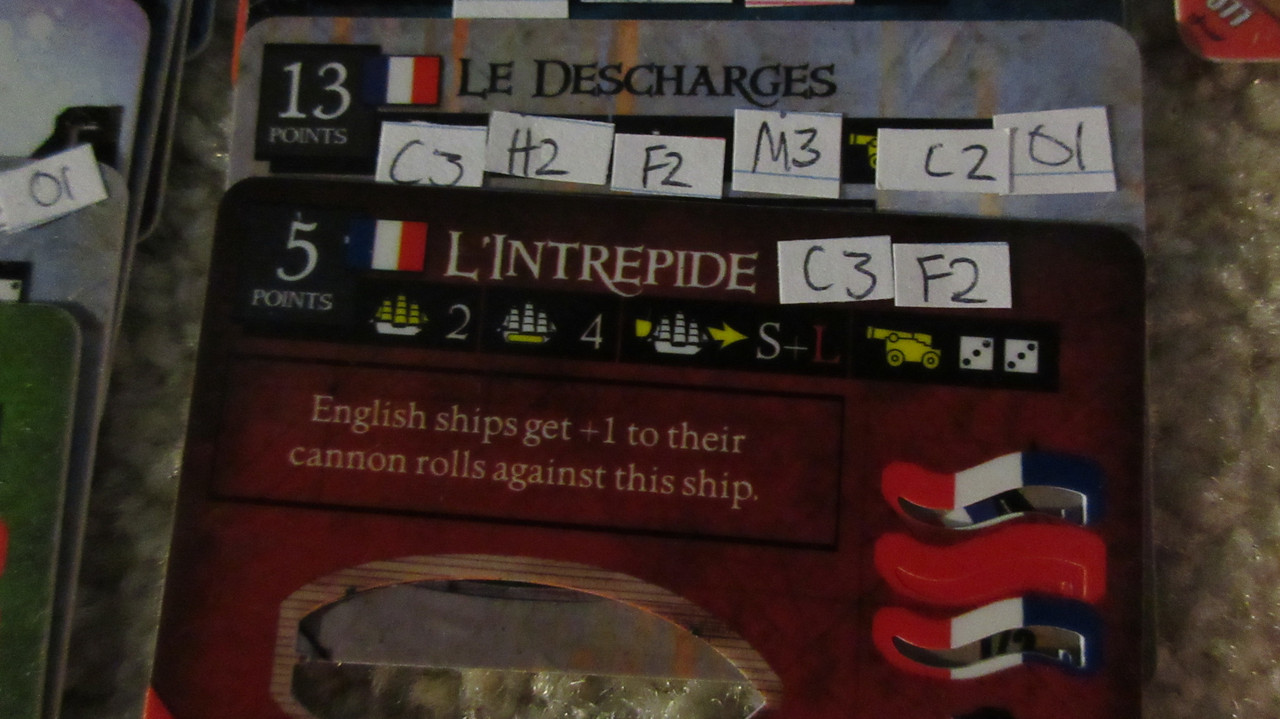 13 LE DESCHARGES
POINTS
C3 H2 F2 M3 C2 O1
O1
5 L'INTREPIDE C3 F2
POINTS
2 4 S+L
English ships get +1 to their
cannon rolls against this ship.